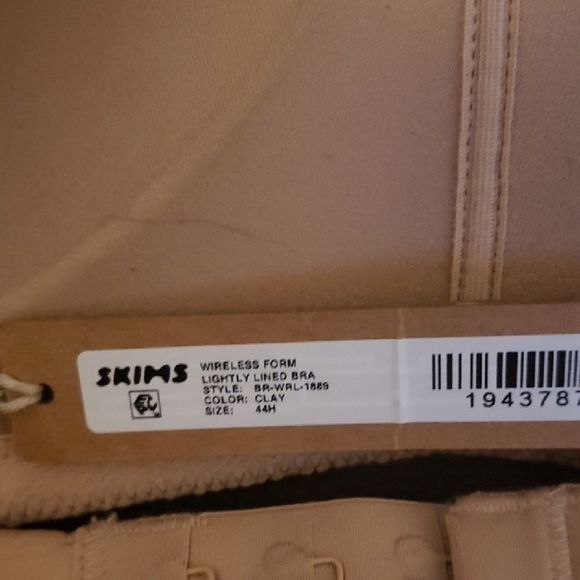 SKIMS
WIRELESS FORM
LIGHTLY LINED BRA
STYLE: BR-WRL-1889
COLOR: CLAY
SIZE: 44H
1943787